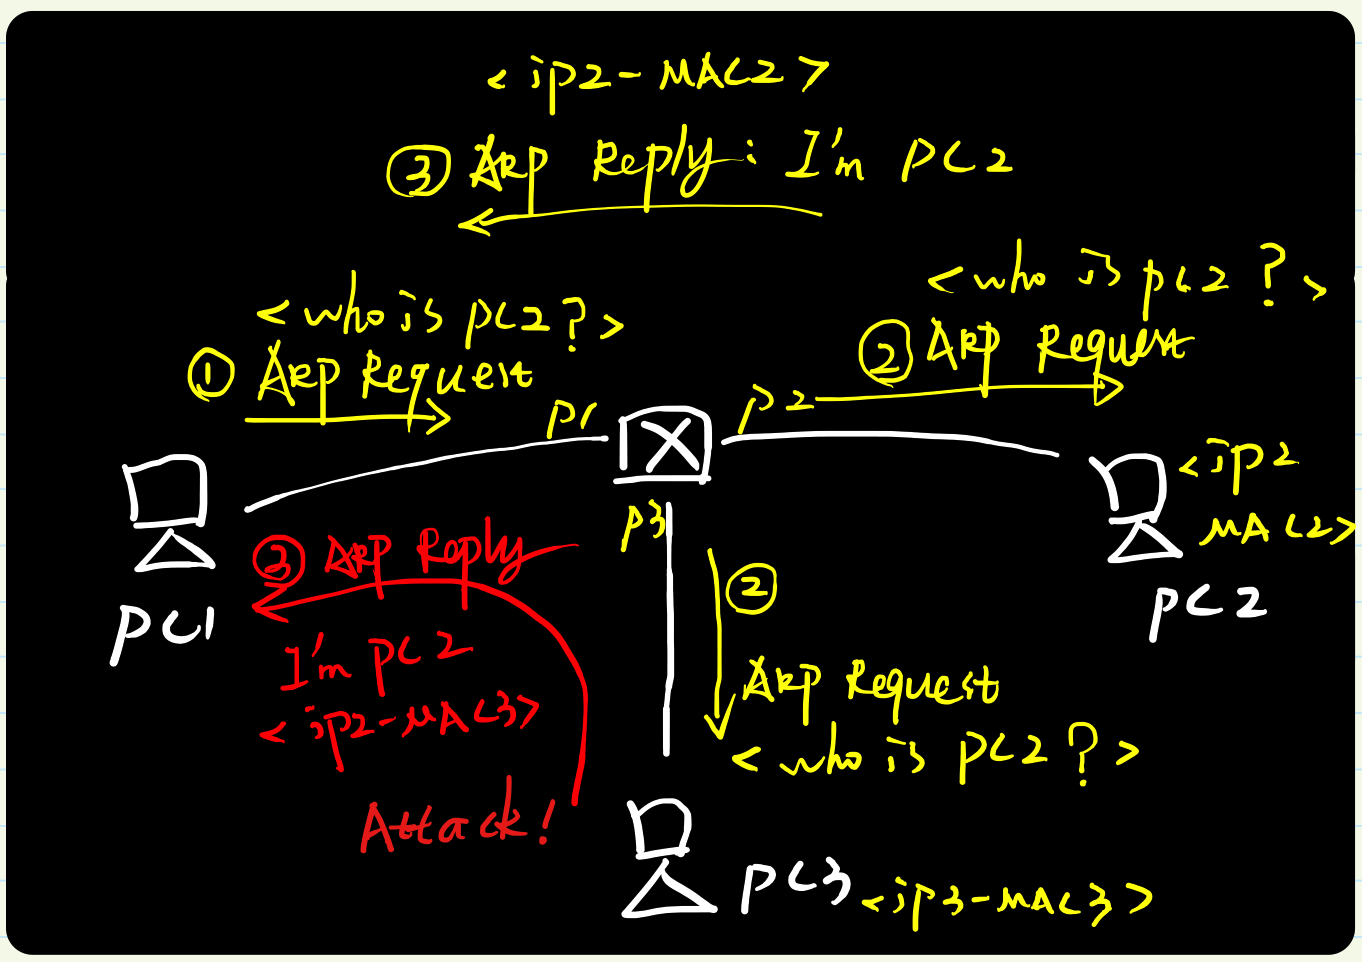 <ip2-MAC2>
③ ARP Reply: I'm PC2
<who is PC2?>
② ARP Request
<who is PC2?>
① ARP Request
P1
P2
<ip2
MAC2>
PC2
P3
③ ARP Reply
I'm PC2
<ip2-MAC3>
Attack!
PC1
②
ARP Request
<who is PC2?>
PC3 <ip3-MAC3>